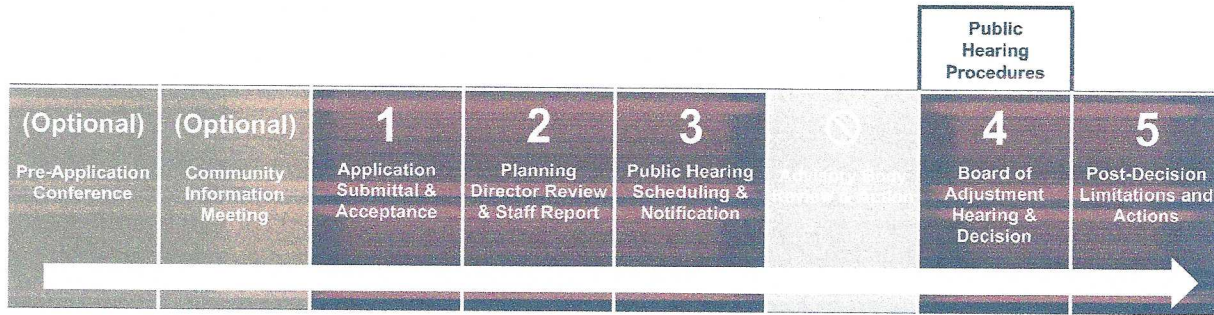 Public
Hearing
Procedures
(Optional)
Pre-Application
Conference
(Optional)
Community
Information
Meeting
1
Application
Submittal &
Acceptance
2
Planning
Director Review
& Staff Report
3
Public Hearing
Scheduling &
Notification
4
Board of
Adjustment
Hearing &
Decision
5
Post-Decision
Limitations and
Actions